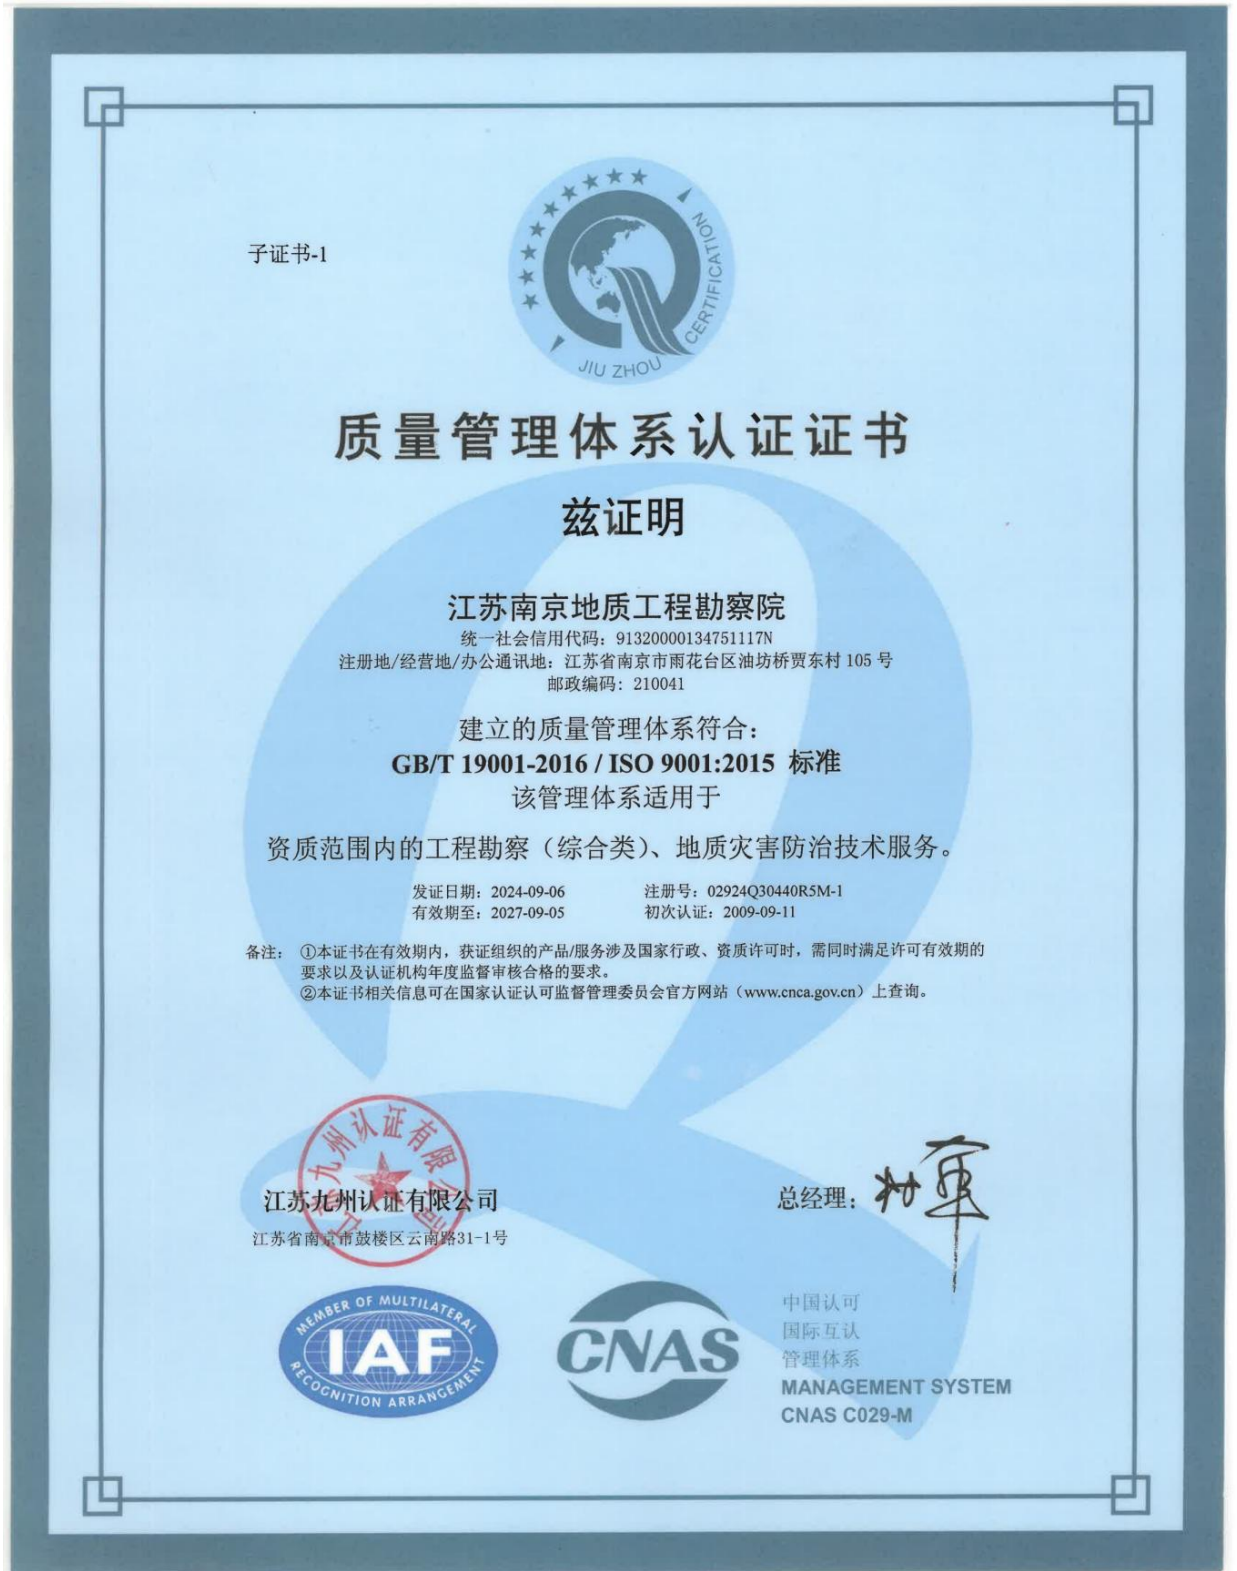 子证书-1
JIU ZHOU CERTIFICATION
质量管理体系认证证书
兹证明
江苏南京地质工程勘察院
统一社会信用代码：91320000134751117N
注册地/经营地/办公通讯地：江苏省南京市雨花台区油坊桥贾东村 105 号
邮政编码：210041
建立的质量管理体系符合：
GB/T 19001-2016 / ISO 9001:2015 标准
该管理体系适用于
资质范围内的工程勘察（综合类）、地质灾害防治技术服务。
发证日期：2024-09-06 注册号：02924Q30440R5M-1
有效期至：2027-09-05 初次认证：2009-09-11
备注： ①本证书在有效期内，获证组织的产品/服务涉及国家行政、资质许可时，需同时满足许可有效期的
要求以及认证机构年度监督审核合格的要求。
②本证书相关信息可在国家认证认可监督管理委员会官方网站（www.cnca.gov.cn）上查询。
江苏九州认证有限公司
江苏九州认证有限公司
江苏省南京市鼓楼区云南路31-1号
总经理：
MEMBER OF MULTILATERAL
IAF
RECOGNITION ARRANGEMENT
CNAS
中国认可
国际互认
管理体系
MANAGEMENT SYSTEM
CNAS C029-M